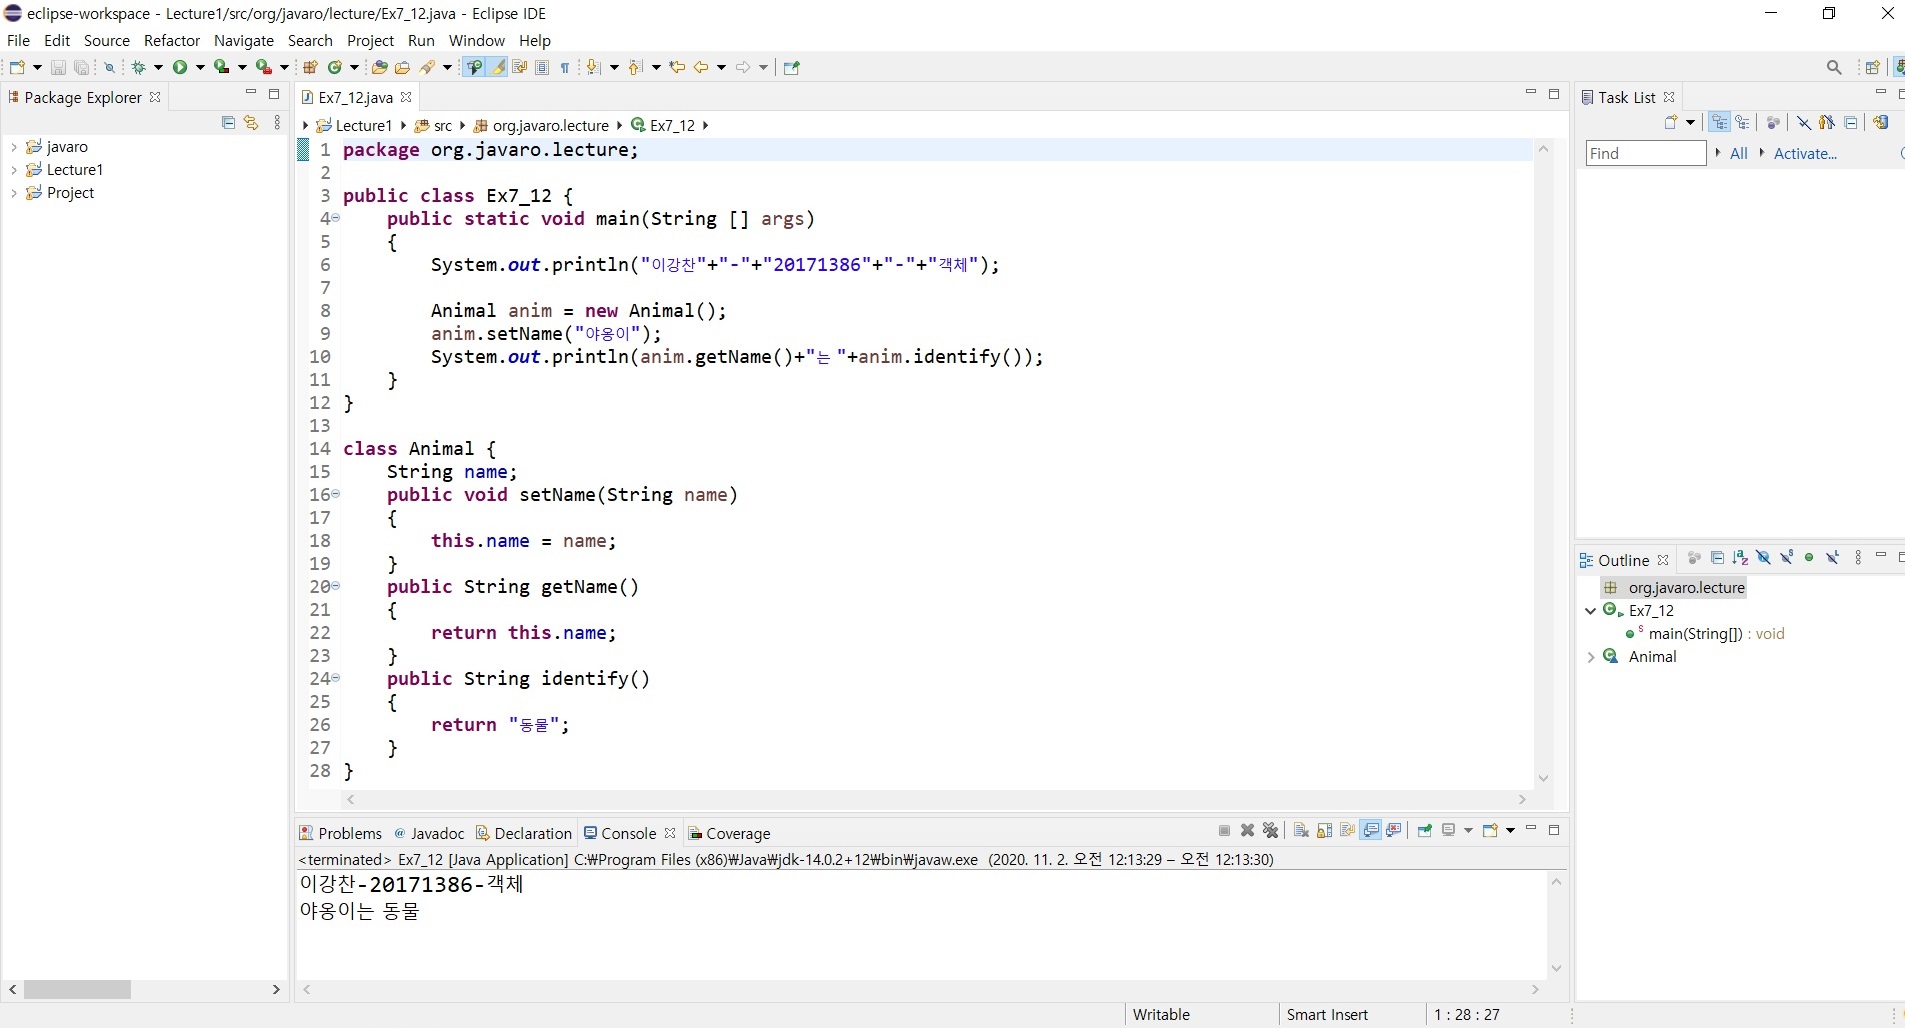 eclipse-workspace - Lecture1/src/org/javaro/lecture/Ex7_12.java - Eclipse IDE
File Edit Source Refactor Navigate Search Project Run Window Help
Package Explorer
javaro
Lecture1
Project
Ex7_12.java
Lecture1 src org.javaro.lecture Ex7_12
1 package org.javaro.lecture;
2
3 public class Ex7_12 {
4 public static void main(String [] args)
5 {
6 System.out.println("이강찬"+"-"+"20171386"+"-"+"객체");
7
8 Animal anim = new Animal();
9 anim.setName("야옹이");
10 System.out.println(anim.getName()+"는 "+anim.identify());
11 }
12 }
13
14 class Animal {
15 String name;
16 public void setName(String name)
17 {
18 this.name = name;
19 }
20 public String getName()
21 {
22 return this.name;
23 }
24 public String identify()
25 {
26 return "동물";
27 }
28 }
Task List
Find All Activate...
Outline
org.javaro.lecture
Ex7_12
main(String[]) : void
Animal
Problems Javadoc Declaration Console Coverage
<terminated> Ex7_12 [Java Application] C:₩Program Files (x86)₩Java₩jdk-14.0.2+12₩bin₩javaw.exe (2020. 11. 2. 오전 12:13:29 – 오전 12:13:30)
이강찬-20171386-객체
야옹이는 동물
Writable Smart Insert 1 : 28 : 27